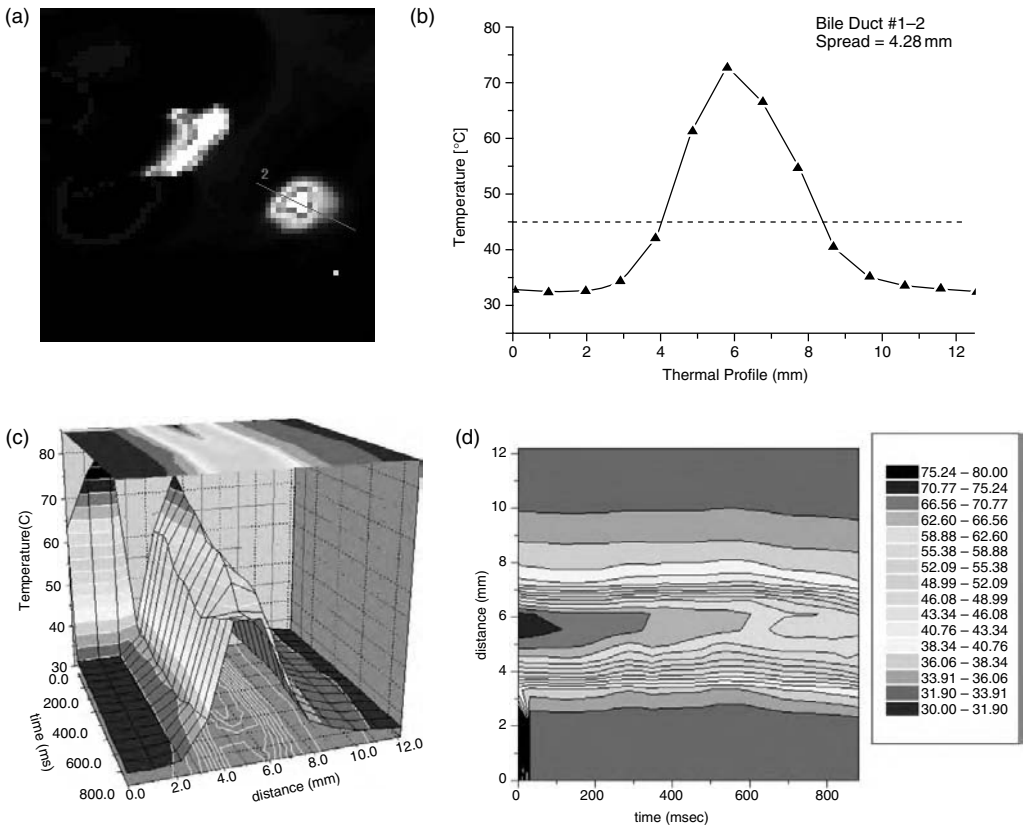 (a)
2
(b)
Bile Duct #1–2
Spread = 4.28 mm
80
70
60
50
40
30
Temperature [°C]
0 2 4 6 8 10 12
Thermal Profile (mm)
(c)
80
70
60
50
40
30
Temperature(C)
0.0
200.0
400.0
600.0
800.0
time (ms)
0.0 2.0 4.0 6.0 8.0 10.0 12.0
distance (mm)
(d)
12
10
8
6
4
2
0
distance (mm)
0 200 400 600 800
time (msec)
75.24 – 80.00
70.77 – 75.24
66.56 – 70.77
62.60 – 66.56
58.88 – 62.60
55.38 – 58.88
52.09 – 55.38
48.99 – 52.09
46.08 – 48.99
43.34 – 46.08
40.76 – 43.34
38.34 – 40.76
36.06 – 38.34
33.91 – 36.06
31.90 – 33.91
30.00 – 31.90